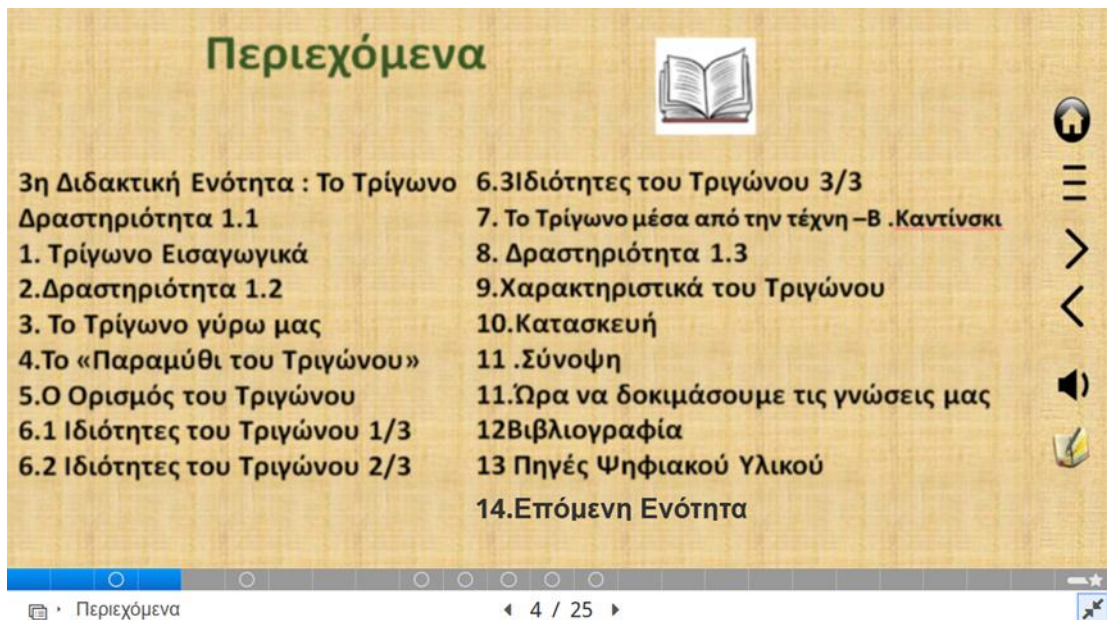 Περιεχόμενα
3η Διδακτική Ενότητα : Το Τρίγωνο
Δραστηριότητα 1.1
1. Τρίγωνο Εισαγωγικά
2.Δραστηριότητα 1.2
3. Το Τρίγωνο γύρω μας
4.Το «Παραμύθι του Τριγώνου»
5.Ο Ορισμός του Τριγώνου
6.1 Ιδιότητες του Τριγώνου 1/3
6.2 Ιδιότητες του Τριγώνου 2/3
6.3Ιδιότητες του Τριγώνου 3/3
7. Το Τρίγωνο μέσα από την τέχνη –Β .Καντίνσκι
8. Δραστηριότητα 1.3
9.Χαρακτηριστικά του Τριγώνου
10.Κατασκευή
11 .Σύνοψη
11.Ώρα να δοκιμάσουμε τις γνώσεις μας
12Βιβλιογραφία
13 Πηγές Ψηφιακού Υλικού
14.Επόμενη Ενότητα
Περιεχόμενα
4 / 25